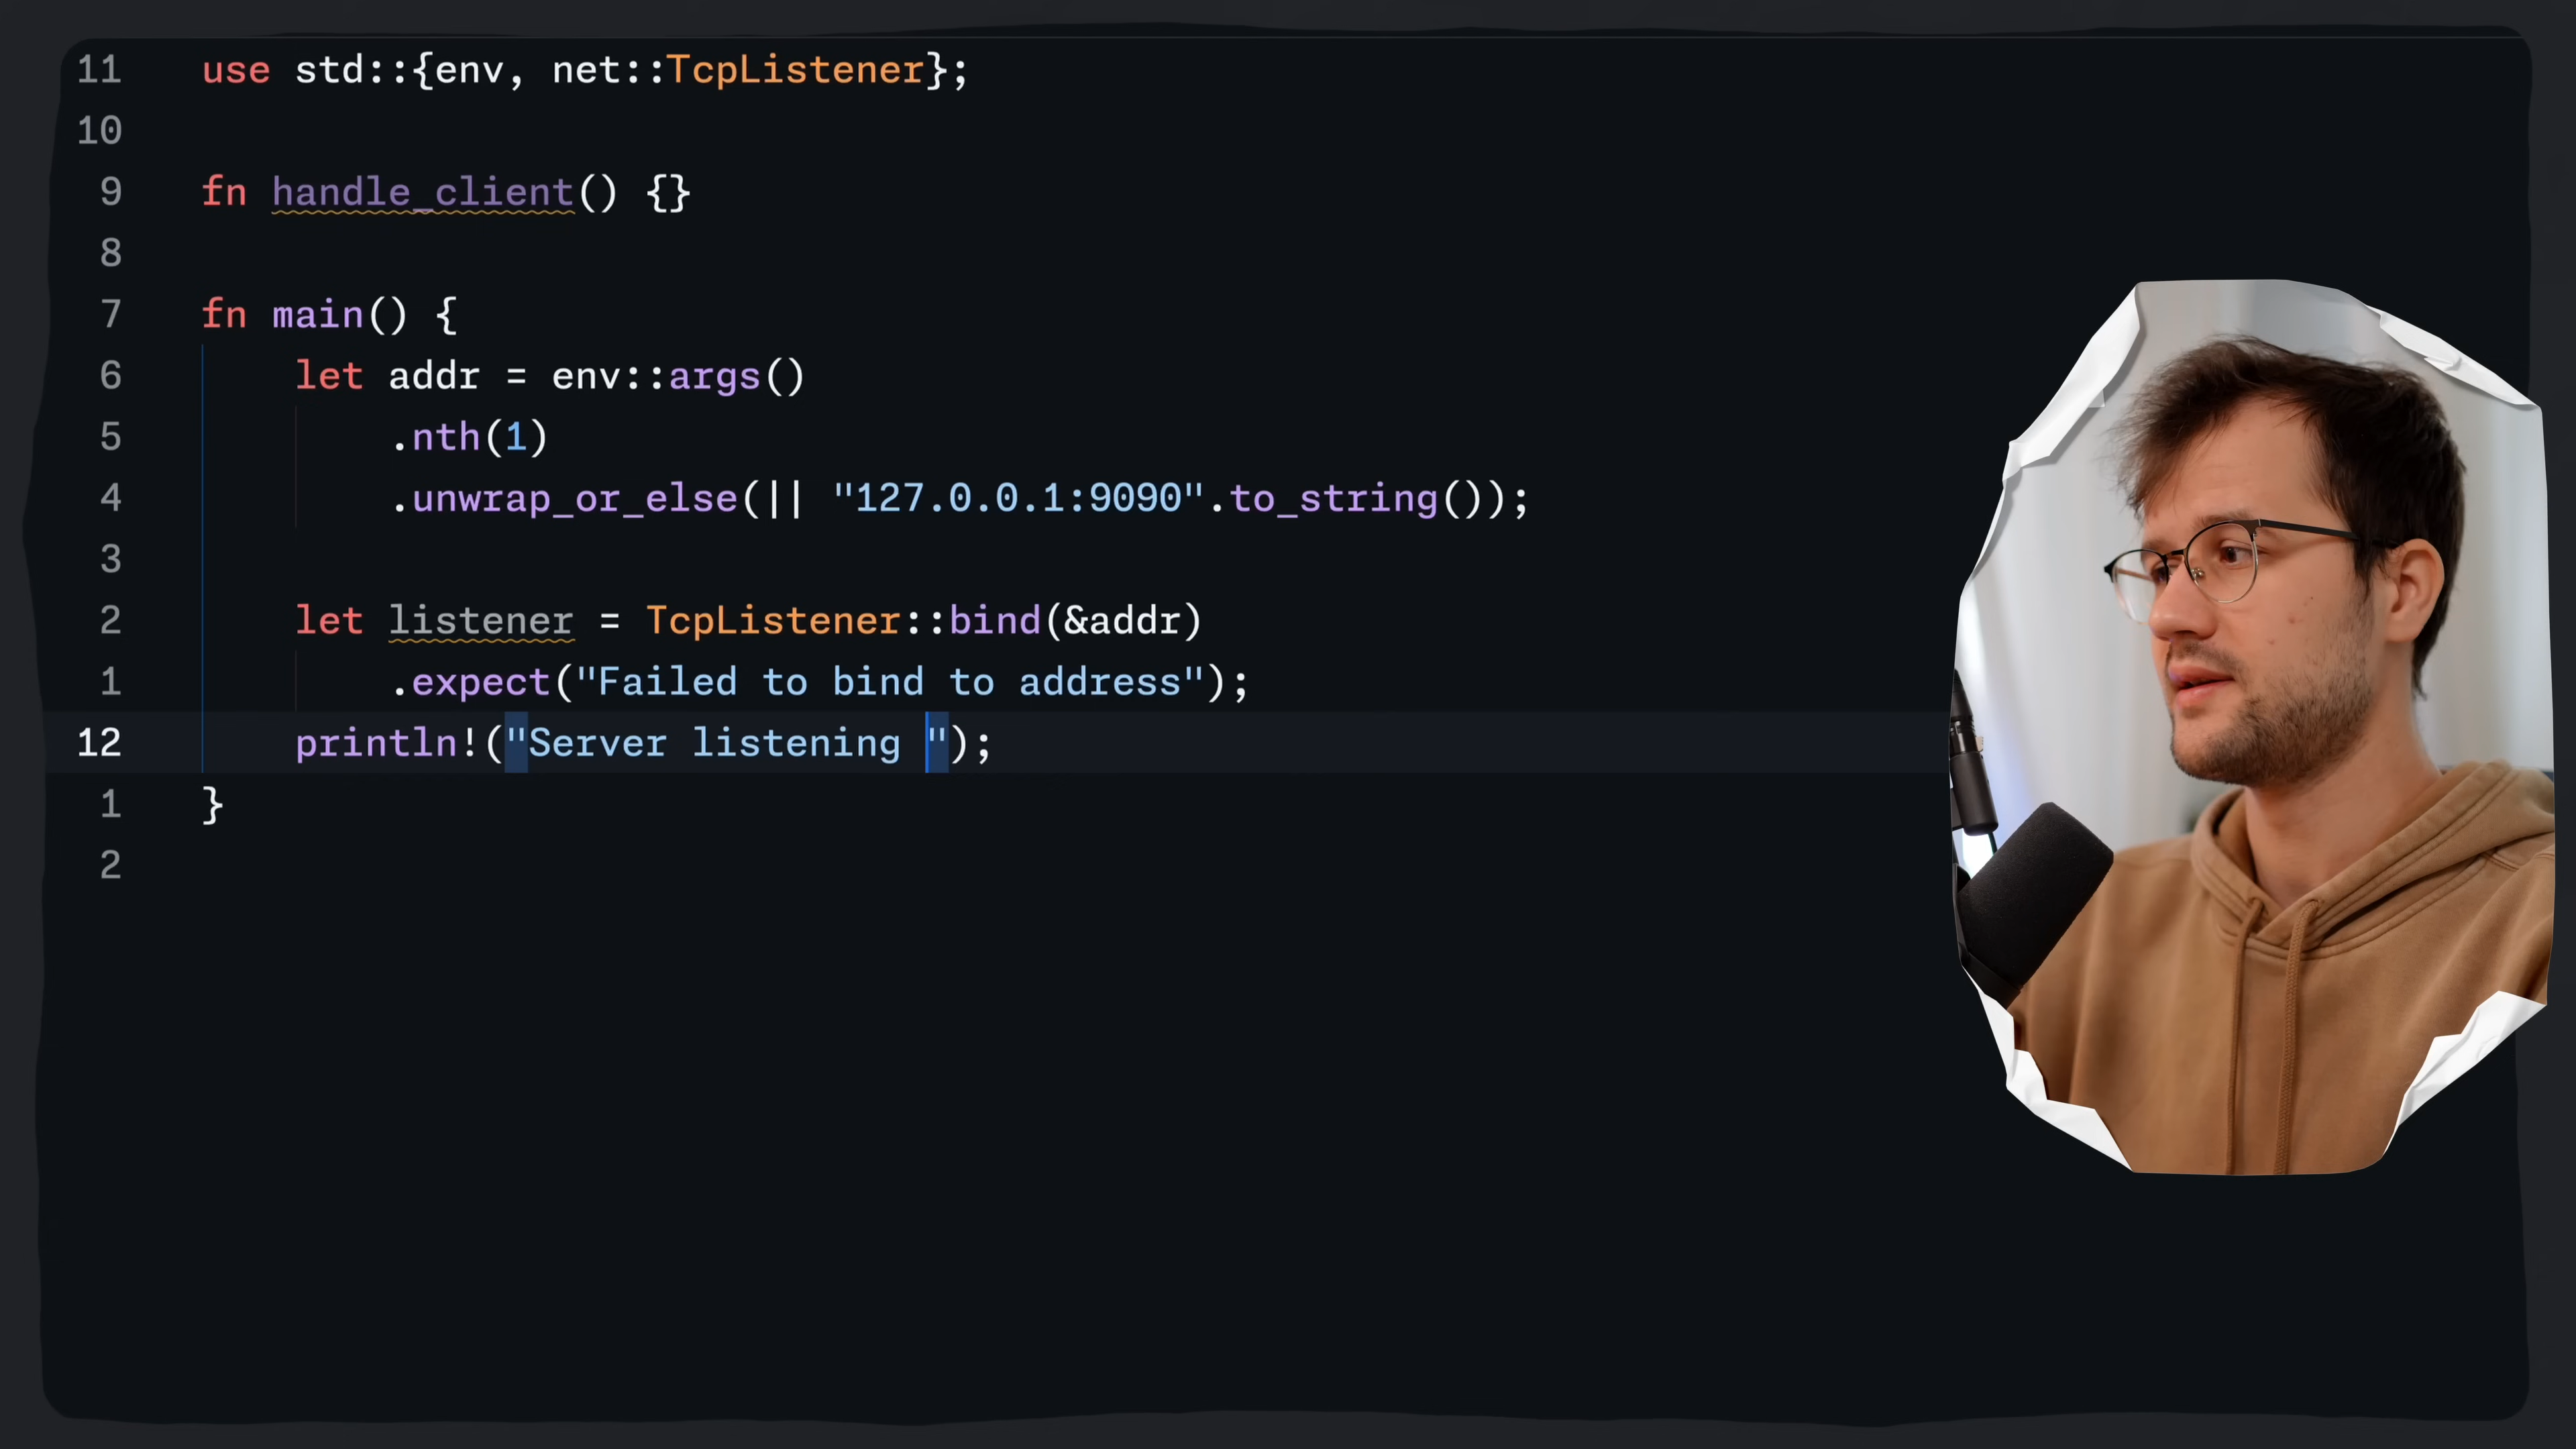 11 use std::{env, net::TcpListener};
10
9 fn handle_client() {}
8
7 fn main() {
6 let addr = env::args()
5 .nth(1)
4 .unwrap_or_else(|| "127.0.0.1:9090".to_string());
3
2 let listener = TcpListener::bind(&addr)
1 .expect("Failed to bind to address");
12 println!("Server listening ");
1 }
2